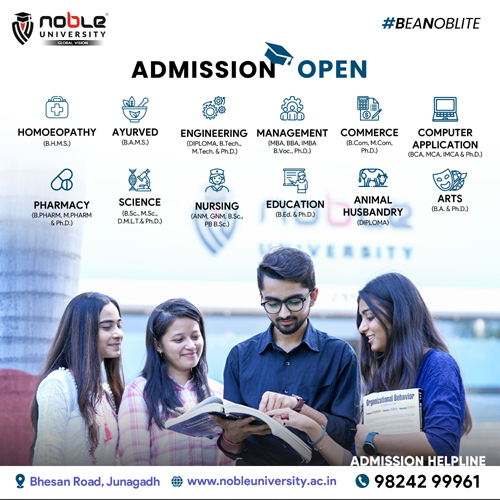 noble
UNIVERSITY
GLOBAL VISION
#BEANOBLITE
ADMISSION OPEN
HOMOEOPATHY
(B.H.M.S.)
AYURVED
(B.A.M.S.)
ENGINEERING
(DIPLOMA, B.Tech.,
M.Tech. & Ph.D.)
MANAGEMENT
(MBA, BBA, IMBA
B.Voc., Ph.D.)
COMMERCE
(B.Com, M.Com,
Ph.D.)
COMPUTER
APPLICATION
(BCA, MCA, IMCA & Ph.D.)
PHARMACY
(B.PHARM, M.PHARM
& Ph.D.)
SCIENCE
(B.Sc., M.Sc.,
D.M.L.T.& Ph.D.)
NURSING
(ANM, GNM, B.Sc.,
PB B.Sc.)
EDUCATION
(B.Ed. & Ph.D.)
ANIMAL
HUSBANDRY
(DIPLOMA)
ARTS
(B.A. & Ph.D.)
noble
UNIVERSITY
Organizational Behavior
ADMISSION HELPLINE
Bhesan Road, Junagadh
www.nobleuniversity.ac.in
98242 99961